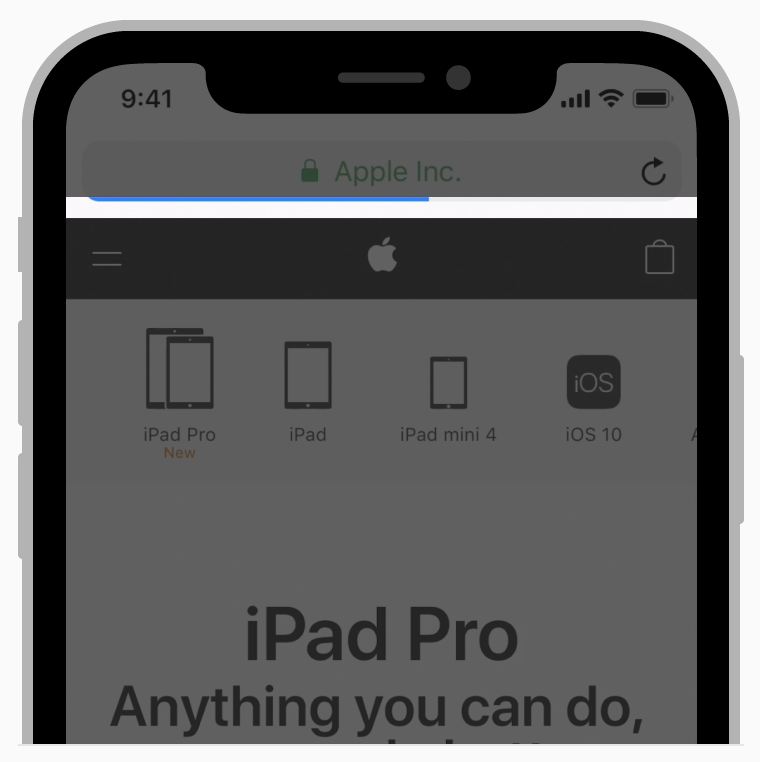 9:41
Apple Inc.
iOS
iPad Pro
iPad
iPad mini 4
iOS 10
New
iPad Pro
Anything you can do,